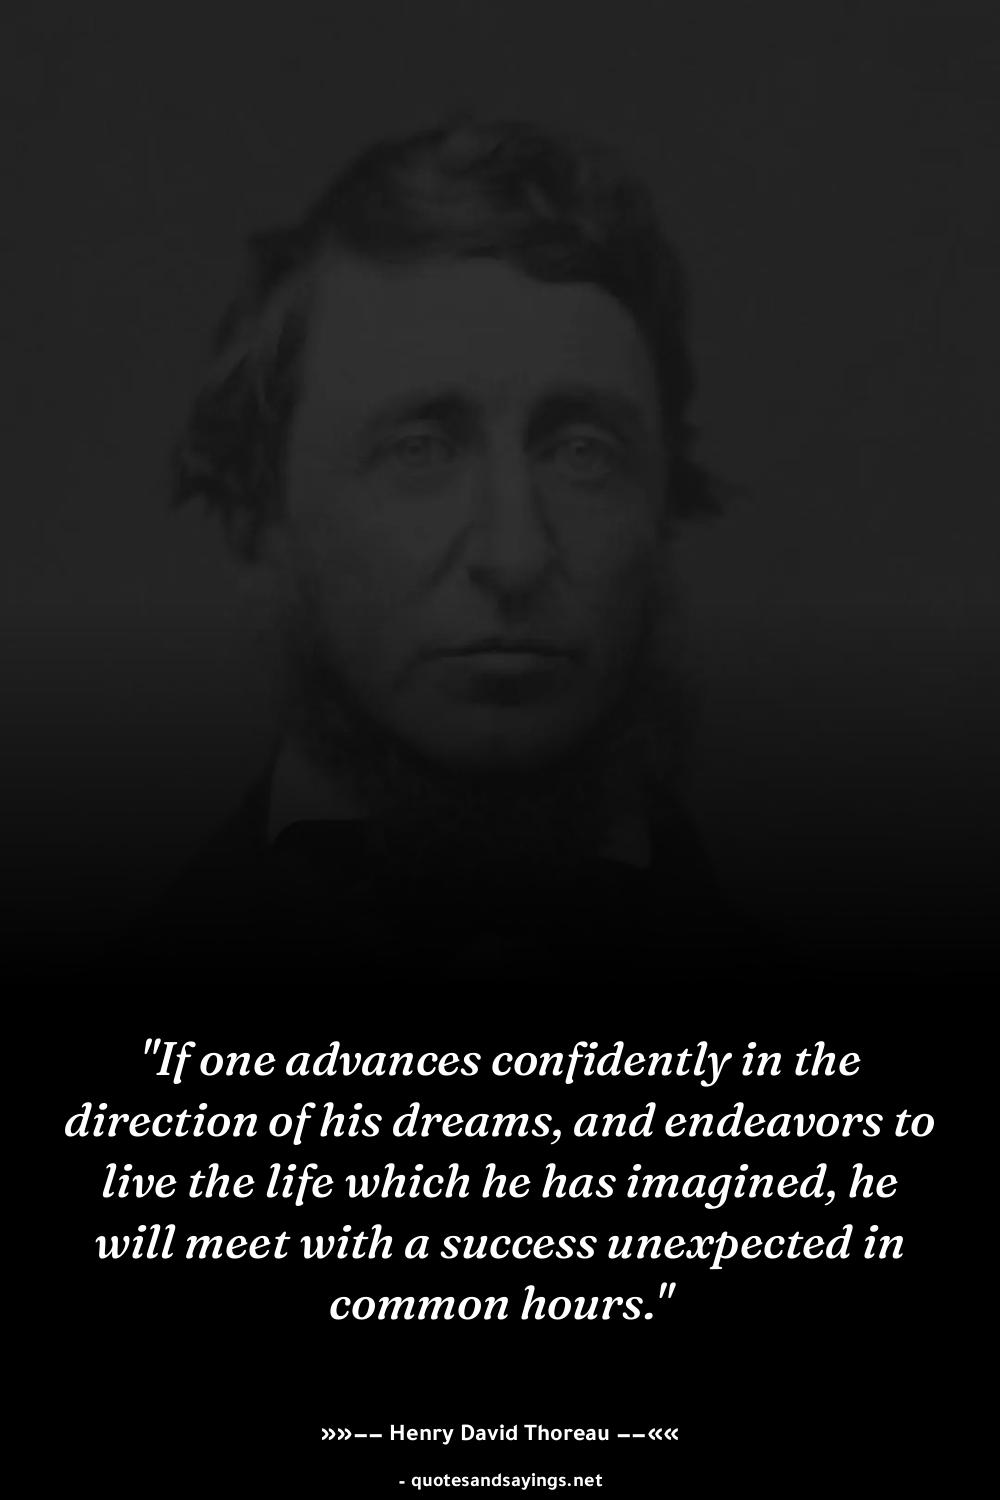 "If one advances confidently in the
direction of his dreams, and endeavors to
live the life which he has imagined, he
will meet with a success unexpected in
common hours."
»»−− Henry David Thoreau −−««
- quotesandsayings.net